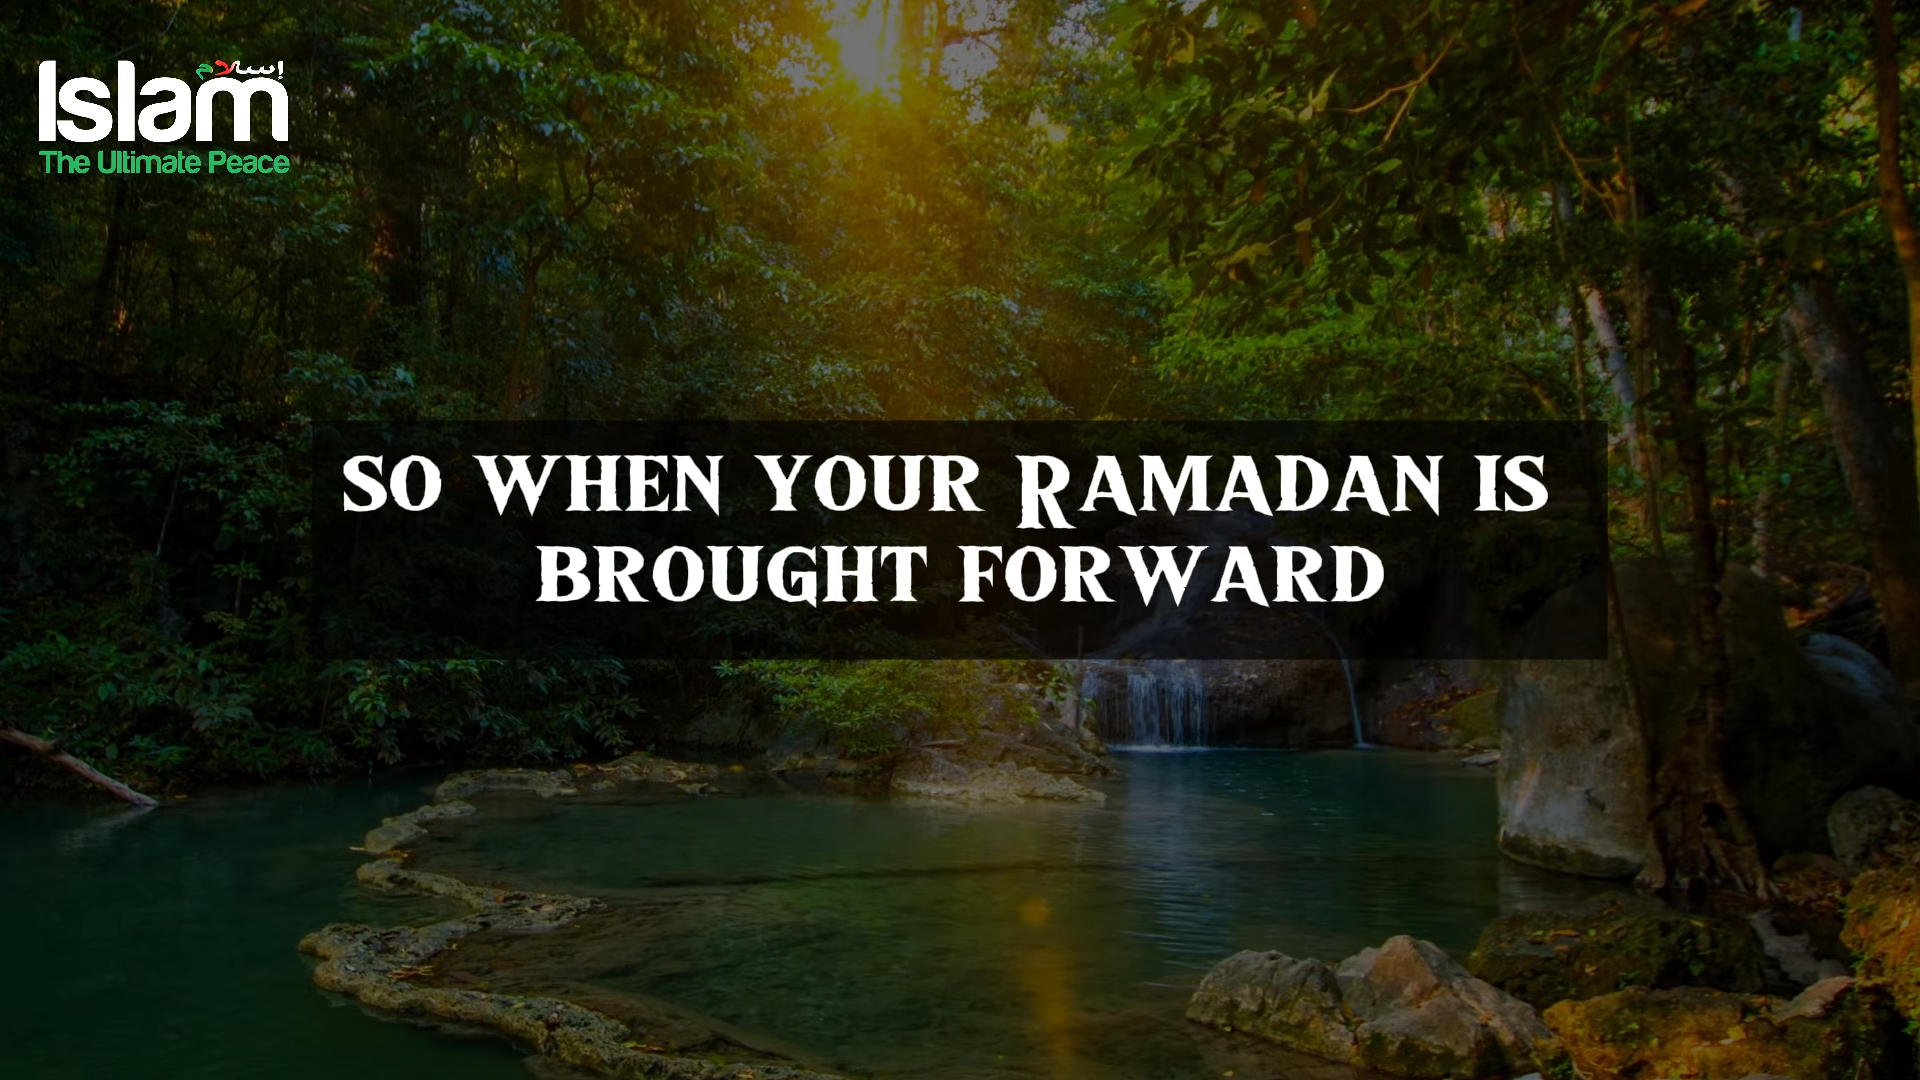 إسلام
Islam
The Ultimate Peace
so when your Ramadan is
brought forward